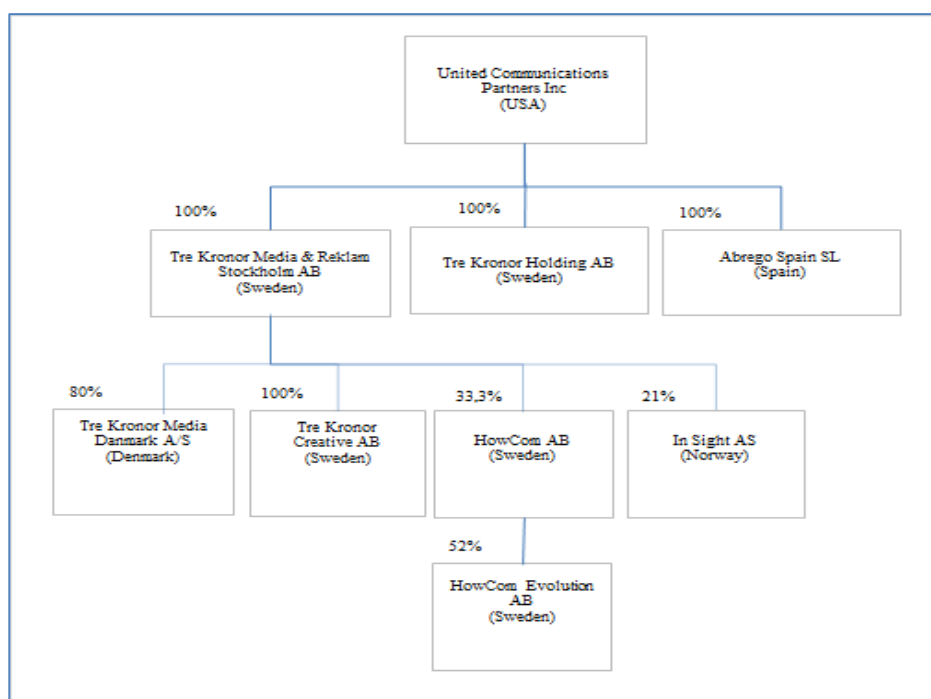 United Communications
Partners Inc
(USA)
100%
100%
100%
Tre Kronor Media & Reklam
Stockholm AB
(Sweden)
Tre Kronor Holding AB
(Sweden)
Abrego Spain SL
(Spain)
80%
100%
33,3%
21%
Tre Kronor Media
Danmark A/S
(Denmark)
Tre Kronor
Creative AB
(Sweden)
HowCom AB
(Sweden)
In Sight AS
(Norway)
52%
HowCom Evolution
AB
(Sweden)